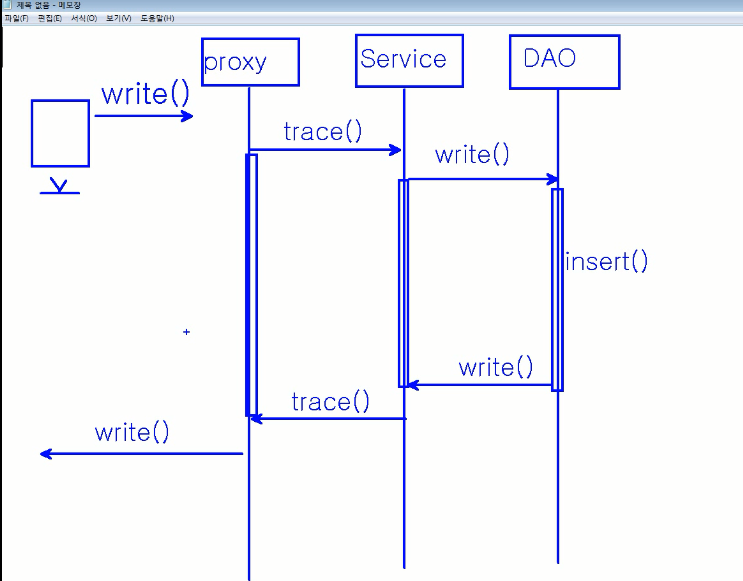 제목 없음 - 메모장
파일(F) 편집(E) 서식(O) 보기(V) 도움말(H)
proxy
Service
DAO
write()
trace()
write()
insert()
write()
trace()
write()